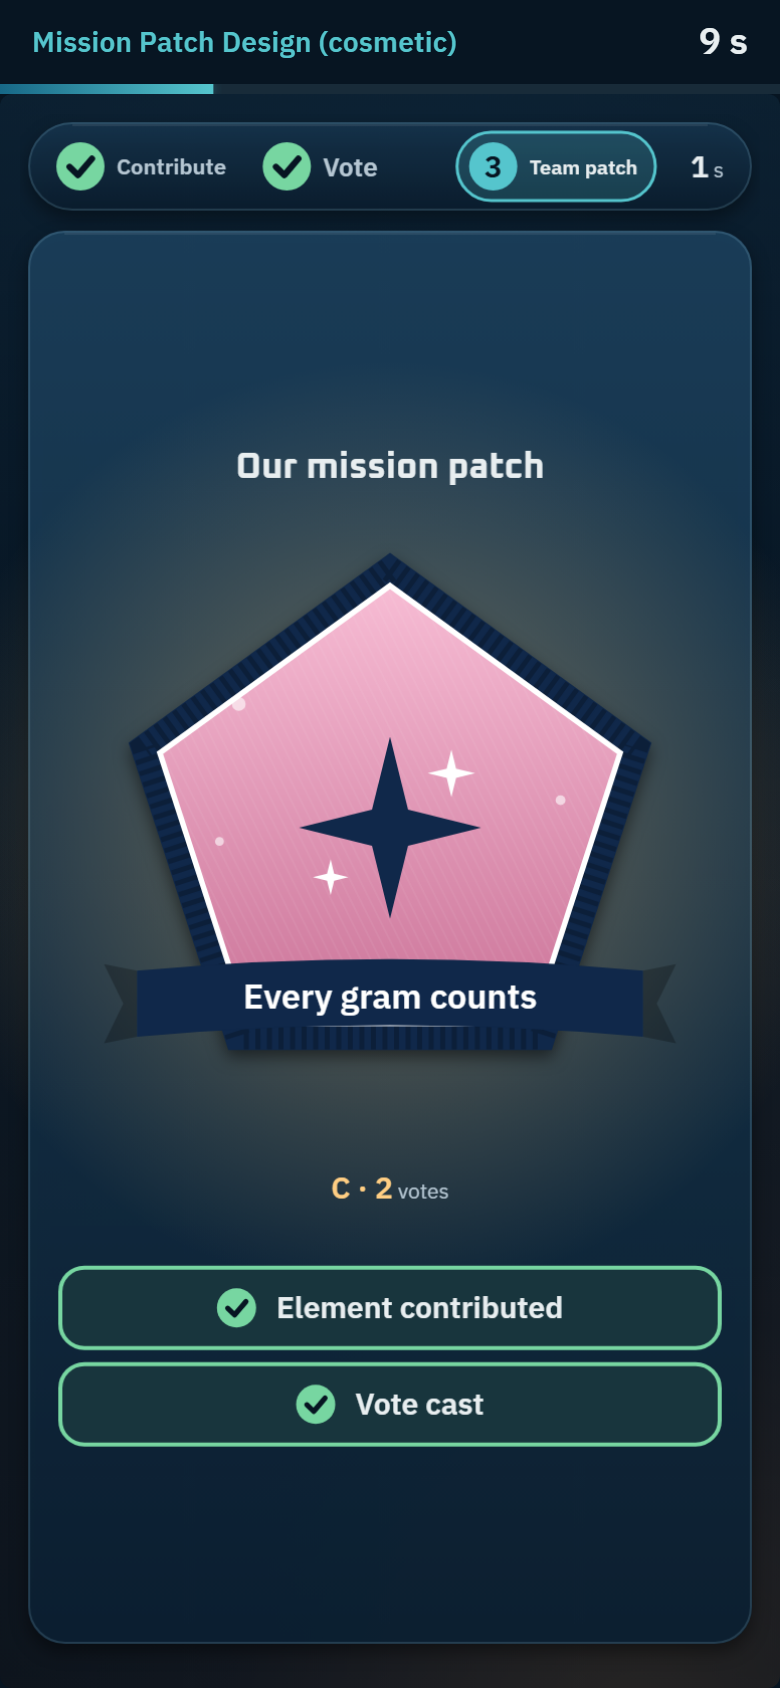 Mission Patch Design (cosmetic)
9 s
Contribute
Vote
3
Team patch
1 s
Our mission patch
Every gram counts
C · 2 votes
Element contributed
Vote cast